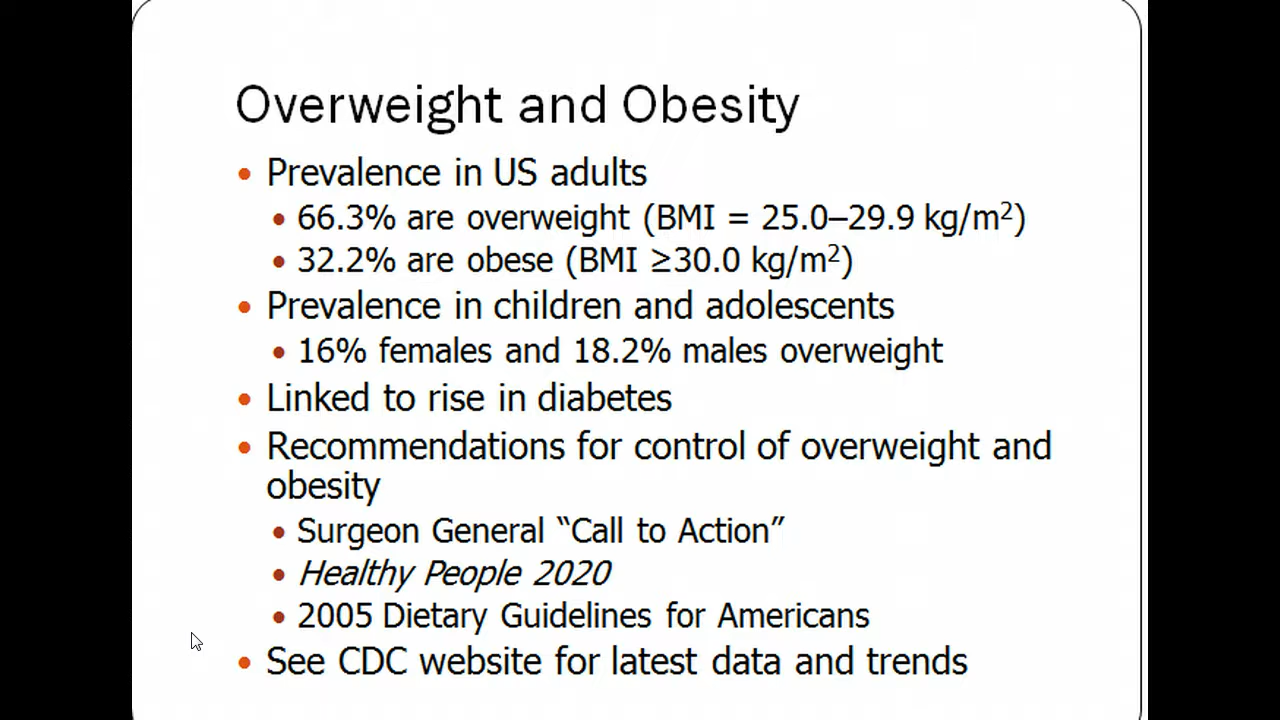 Overweight and Obesity
• Prevalence in US adults
• 66.3% are overweight (BMI = 25.0–29.9 kg/m²)
• 32.2% are obese (BMI ≥30.0 kg/m²)
• Prevalence in children and adolescents
• 16% females and 18.2% males overweight
• Linked to rise in diabetes
• Recommendations for control of overweight and
obesity
• Surgeon General “Call to Action”
• Healthy People 2020
• 2005 Dietary Guidelines for Americans
• See CDC website for latest data and trends